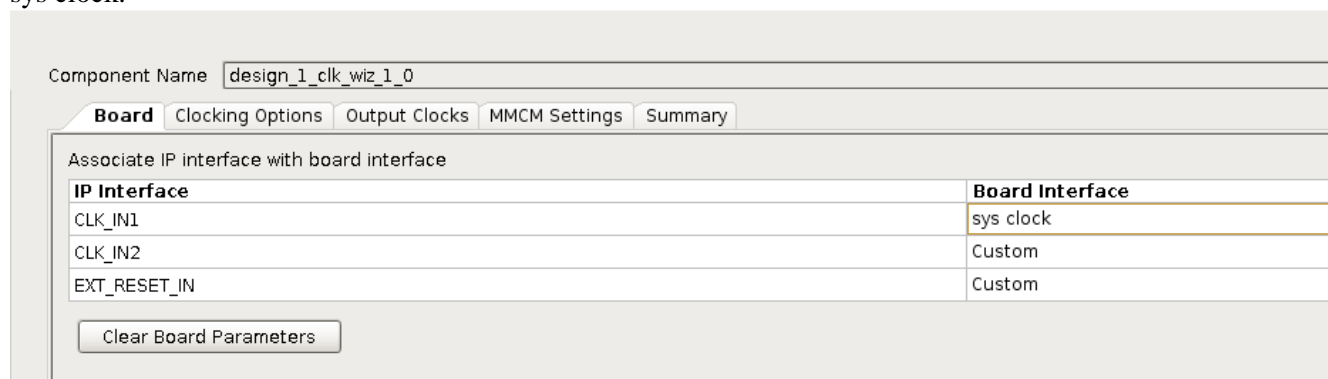 sys clock.
Component Name design_1_clk_wiz_1_0
Board Clocking Options Output Clocks MMCM Settings Summary
Associate IP interface with board interface
IP Interface Board Interface
CLK_IN1 sys clock
CLK_IN2 Custom
EXT_RESET_IN Custom
Clear Board Parameters